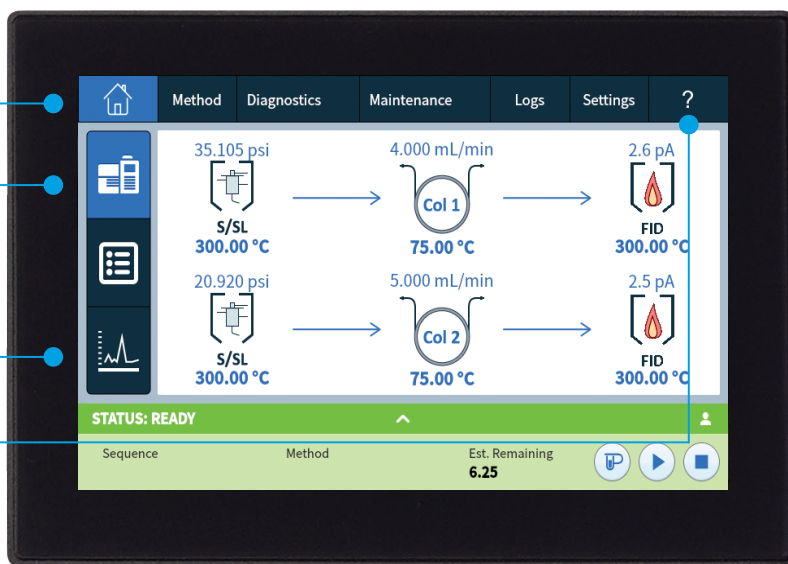 Method Diagnostics Maintenance Logs Settings ?
35.105 psi 4.000 mL/min 2.6 pA
Col 1
S/SL FID
300.00 °C 75.00 °C 300.00 °C
20.920 psi 5.000 mL/min 2.5 pA
Col 2
S/SL FID
300.00 °C 75.00 °C 300.00 °C
STATUS: READY
Sequence Method Est. Remaining
6.25